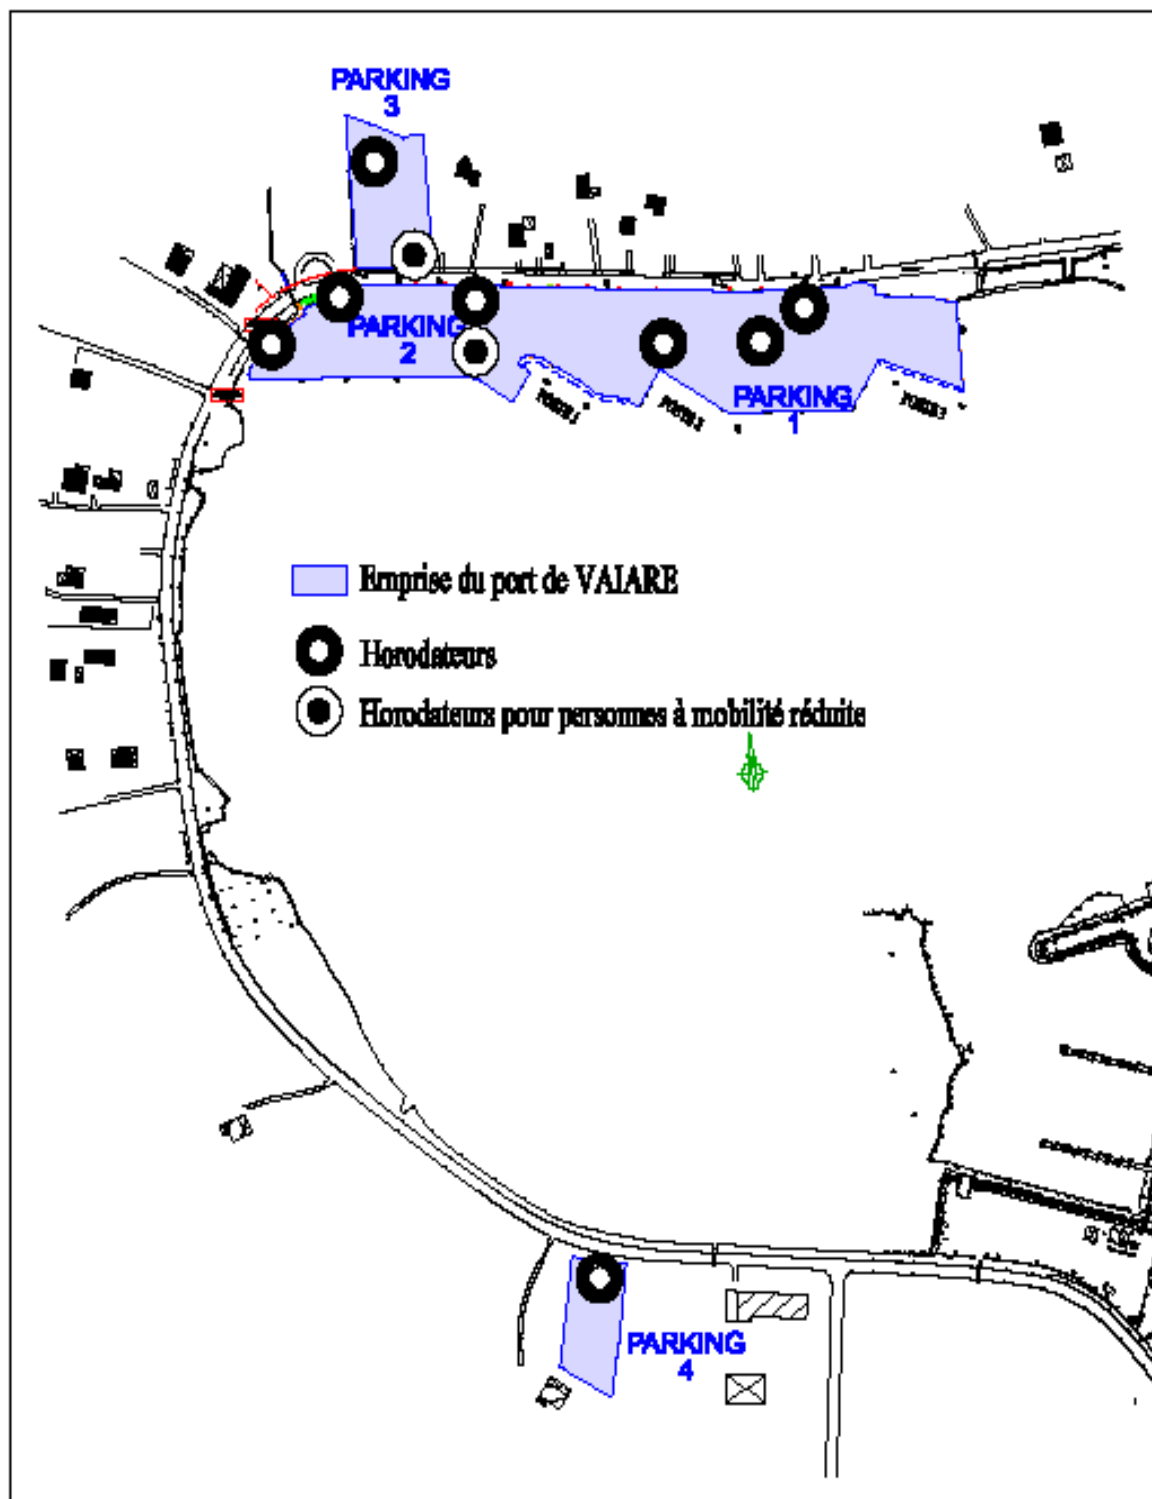 PARKING
3
PARKING
2
PARKING
1
Emprise du port de VAIARE
Horodateurs
Horodateurs pour personnes à mobilité réduite
PARKING
4